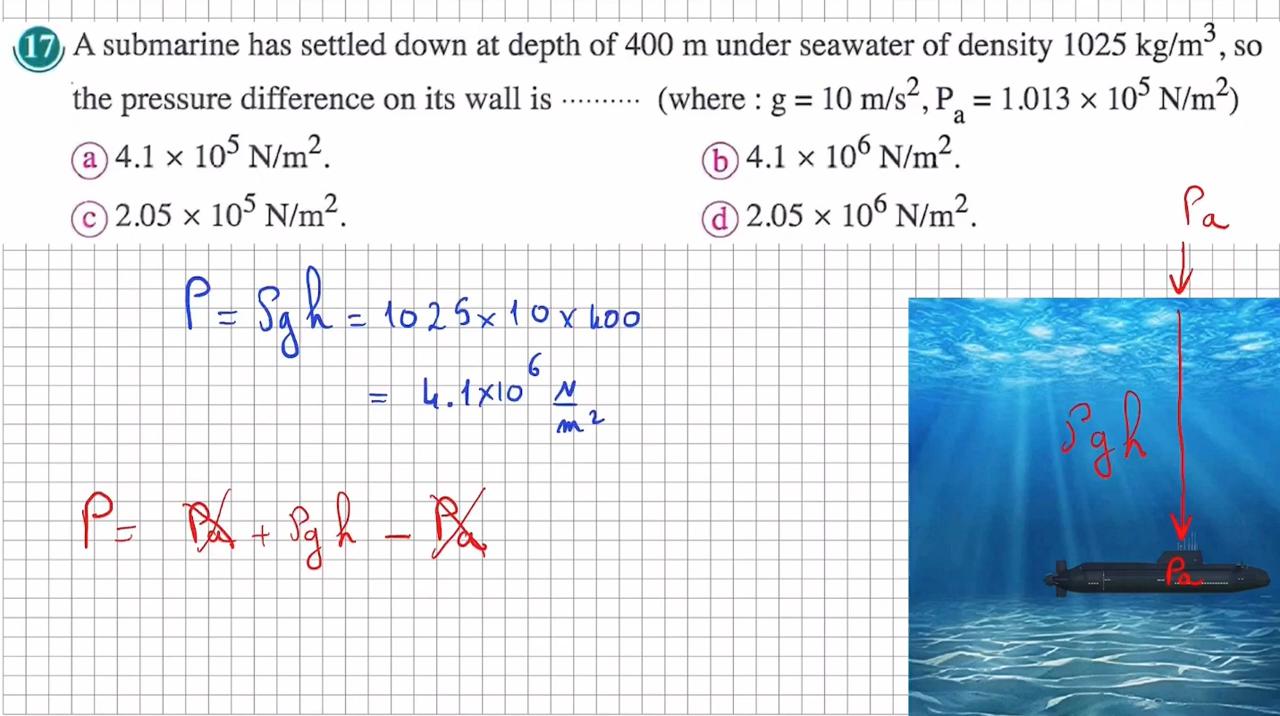 17 A submarine has settled down at depth of 400 m under seawater of density 1025 kg/m³, so
the pressure difference on its wall is .......... (where : g = 10 m/s², Pₐ = 1.013 × 10⁵ N/m²)
a 4.1 × 10⁵ N/m².
b 4.1 × 10⁶ N/m².
c 2.05 × 10⁵ N/m².
d 2.05 × 10⁶ N/m².
Pa
P = ρgh = 1025 × 10 × 400
= 4.1 × 10⁶ N/m²
ρgh
P = Pa + ρgh − Pa
Pa